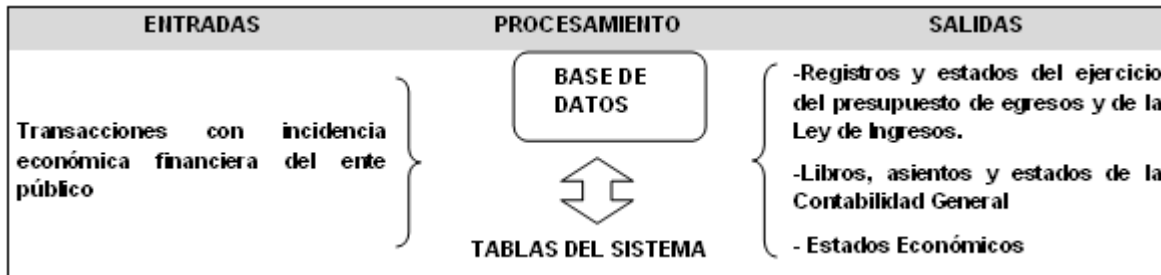 ENTRADAS
PROCESAMIENTO
SALIDAS
Transacciones con incidencia
económica financiera del ente
público
BASE DE
DATOS
TABLAS DEL SISTEMA
-Registros y estados del ejercicio
del presupuesto de egresos y de la
Ley de Ingresos.
-Libros, asientos y estados de la
Contabilidad General
- Estados Económicos